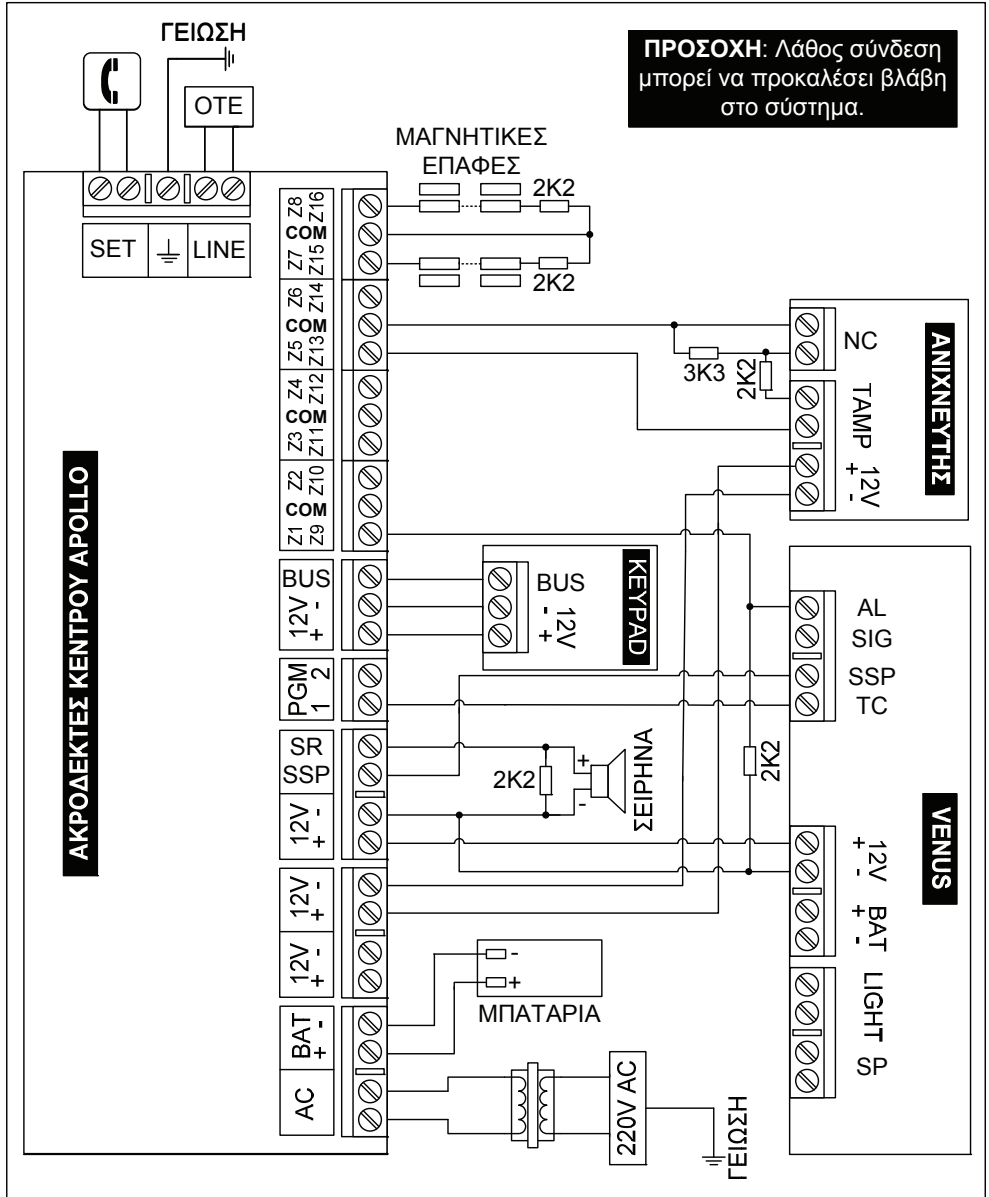 ΓΕΙΩΣΗ
OTE
ΠΡΟΣΟΧΗ: Λάθος σύνδεση
μπορεί να προκαλέσει βλάβη
στο σύστημα.
ΜΑΓΝΗΤΙΚΕΣ
ΕΠΑΦΕΣ
2K2
2K2
SET
LINE
Z8 Z16
COM
Z7 Z15
Z6 Z14
COM
Z5 Z13
Z4 Z12
COM
Z3 Z11
Z2 Z10
COM
Z1 Z9
BUS
12V
+ -
PGM
1 2
SR
SSP
12V
+ -
12V
+ -
12V
+ -
BAT
+ -
AC
ΑΚΡΟΔΕΚΤΕΣ ΚΕΝΤΡΟΥ APOLLO
3K3
2K2
NC
TAMP
12V
+ -
ΑΝΙΧΝΕΥΤΗΣ
BUS
12V
- +
KEYPAD
2K2
+
-
ΣΕΙΡΗΝΑ
2K2
AL
SIG
SSP
TC
12V
+ -
BAT
+ -
LIGHT
SP
VENUS
-
+
ΜΠΑΤΑΡΙΑ
220V AC
ΓΕΙΩΣΗ